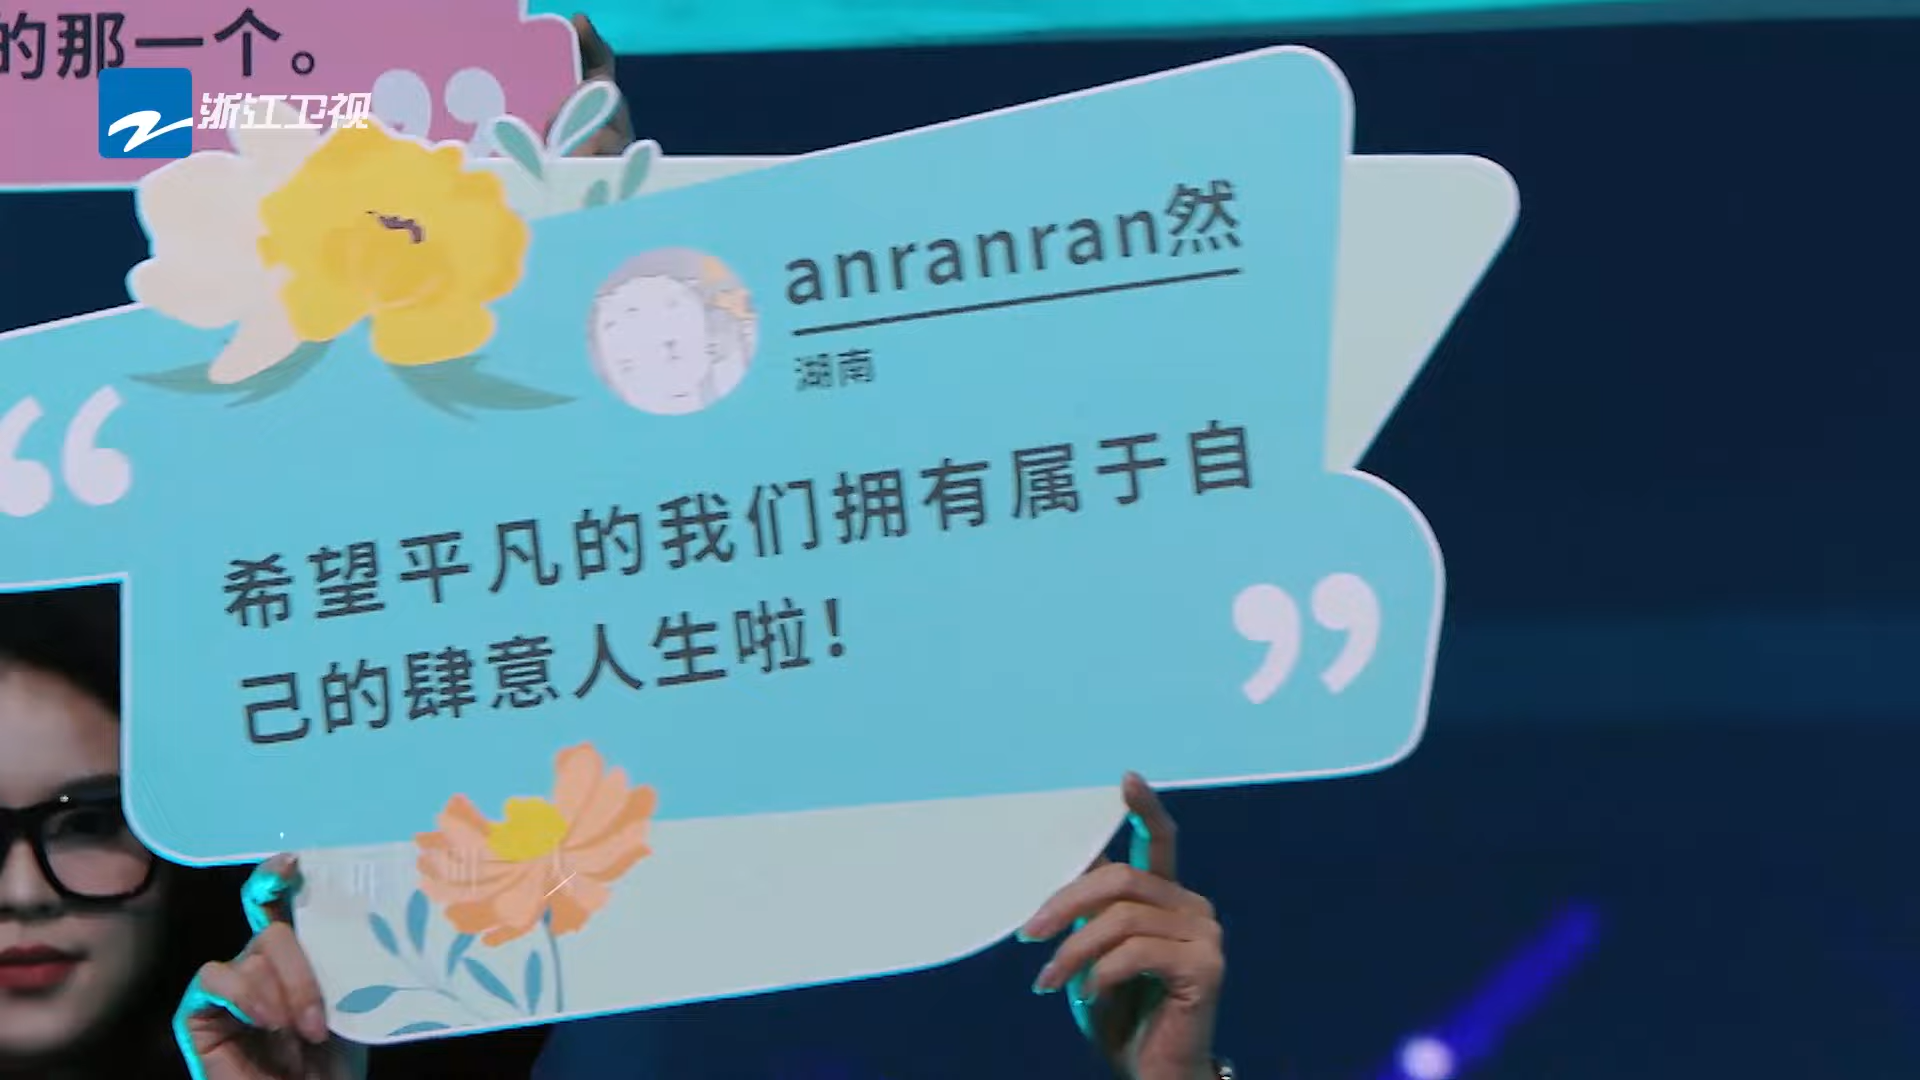 的那一个。
浙江卫视
anranran然
湖南
希望平凡的我们拥有属于自
己的肆意人生啦！